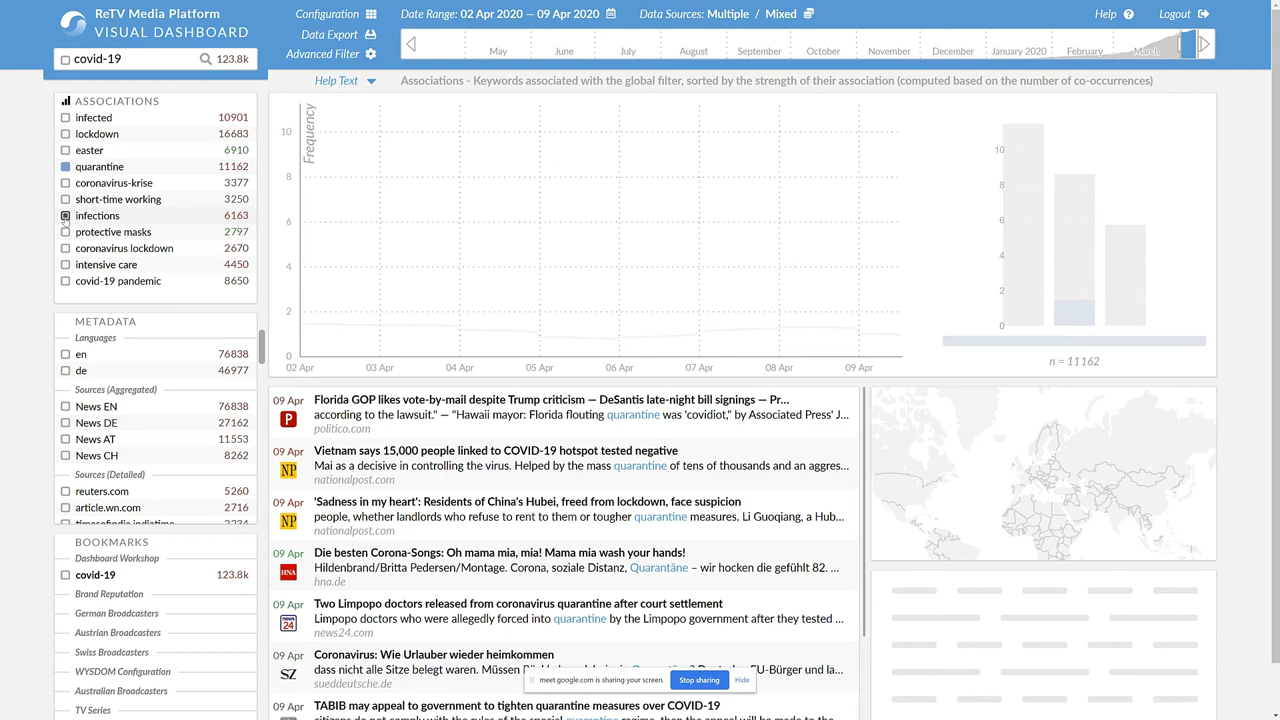 ReTV Media Platform
VISUAL DASHBOARD
covid-19 123.8k
Configuration
Data Export
Advanced Filter
Date Range: 02 Apr 2020 — 09 Apr 2020
Data Sources: Multiple / Mixed
Help
Logout
May June July August September October November December January 2020 February March
Help Text
Associations - Keywords associated with the global filter, sorted by the strength of their association (computed based on the number of co-occurrences)
ASSOCIATIONS
infected 10901
lockdown 16683
easter 6910
quarantine 11162
coronavirus-krise 3377
short-time working 3250
infections 6163
protective masks 2797
coronavirus lockdown 2670
intensive care 4450
covid-19 pandemic 8650
METADATA
Languages
en 76838
de 46977
Sources (Aggregated)
News EN 76838
News DE 27162
News AT 11553
News CH 8262
Sources (Detailed)
reuters.com 5260
article.wn.com 2716
BOOKMARKS
Dashboard Workshop
covid-19 123.8k
Brand Reputation
German Broadcasters
Austrian Broadcasters
Swiss Broadcasters
WYSDOM Configuration
Australian Broadcasters
TV Series
Frequency
10
8
6
4
2
0
02 Apr 03 Apr 04 Apr 05 Apr 06 Apr 07 Apr 08 Apr 09 Apr
10
8
6
4
2
0
n = 11162
09 Apr Florida GOP likes vote-by-mail despite Trump criticism — DeSantis late-night bill signings — Pr...
P according to the lawsuit." — "Hawaii mayor: Florida flouting quarantine was 'covidiot,' by Associated Press' J...
politico.com
09 Apr Vietnam says 15,000 people linked to COVID-19 hotspot tested negative
NP Mai as a decisive in controlling the virus. Helped by the mass quarantine of tens of thousands and an aggres...
nationalpost.com
09 Apr 'Sadness in my heart': Residents of China's Hubei, freed from lockdown, face suspicion
NP people, whether landlords who refuse to rent to them or tougher quarantine measures. Li Guoqiang, a Hub...
nationalpost.com
09 Apr Die besten Corona-Songs: Oh mama mia, mia! Mama mia wash your hands!
HNA Hildenbrand/Britta Pedersen/Montage. Corona, soziale Distanz, Quarantäne – wir hocken die gefühlt 82. ...
hna.de
09 Apr Two Limpopo doctors released from coronavirus quarantine after court settlement
news 24 Limpopo doctors who were allegedly forced into quarantine by the Limpopo government after they tested ...
news24.com
09 Apr Coronavirus: Wie Urlauber wieder heimkommen
SZ dass nicht alle Sitze belegt waren. Müssen EU-Bürger und la...
sueddeutsche.de
meet.google.com is sharing your screen. Stop sharing Hide
09 Apr TABIB may appeal to government to tighten quarantine measures over COVID-19